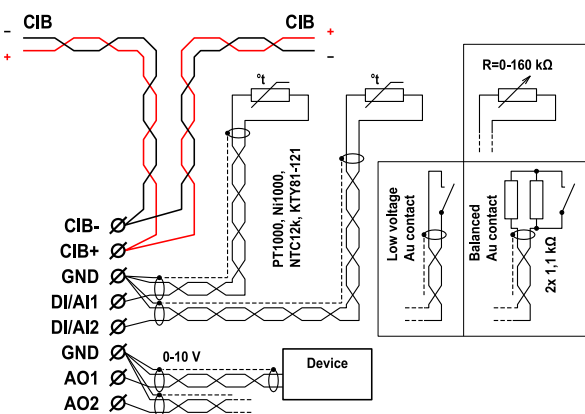 CIB
CIB
– +
+ –
°t
°t
R=0-160 kΩ
PT1000, Ni1000,
NTC12k, KTY81-121
Low voltage
Au contact
Balanced
Au contact
2x 1,1 kΩ
CIB-
CIB+
GND
DI/AI1
DI/AI2
GND
0-10 V
Device
AO1
AO2